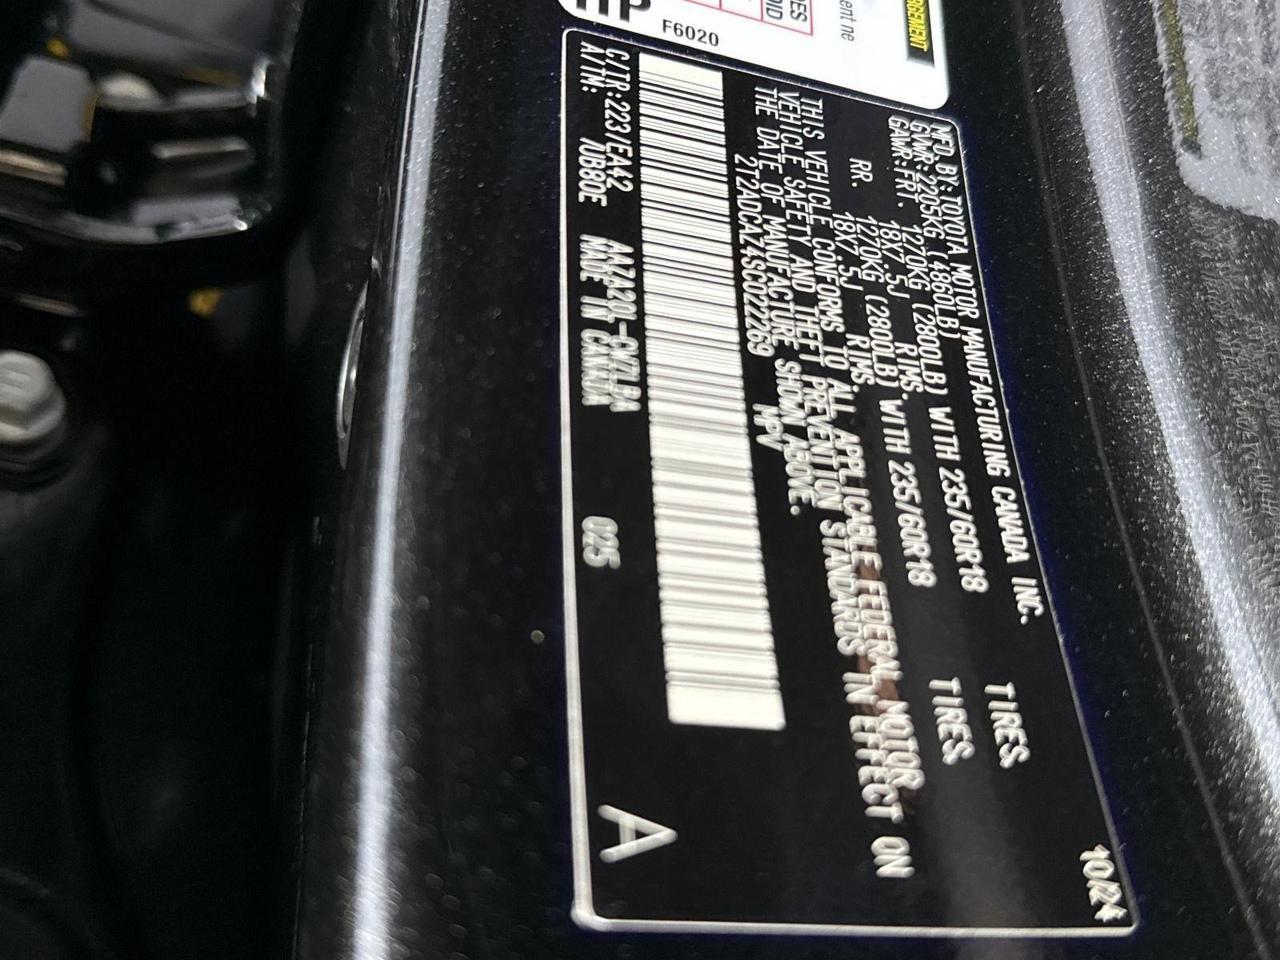 F6020
MFD.BY:TOYOTA MOTOR MANUFACTURING CANADA INC. 10/24
GVWR:2205KG(4860LB)
GAWR:FRT. 1270KG (2800LB) WITH 235/60R18 TIRES
18X7.5J RIMS.
RR. 1270KG (2800LB) WITH 235/60R18 TIRES
18X7.5J RIMS.
THIS VEHICLE CONFORMS TO ALL APPLICABLE FEDERAL MOTOR
VEHICLE SAFETY AND THEFT PREVENTION STANDARDS IN EFFECT ON
THE DATE OF MANUFACTURE SHOWN ABOVE.
2T2ADCAZ4SC022269 MPV
C/TR:223/EA42 025
A/TM: MADE IN CANADA
A